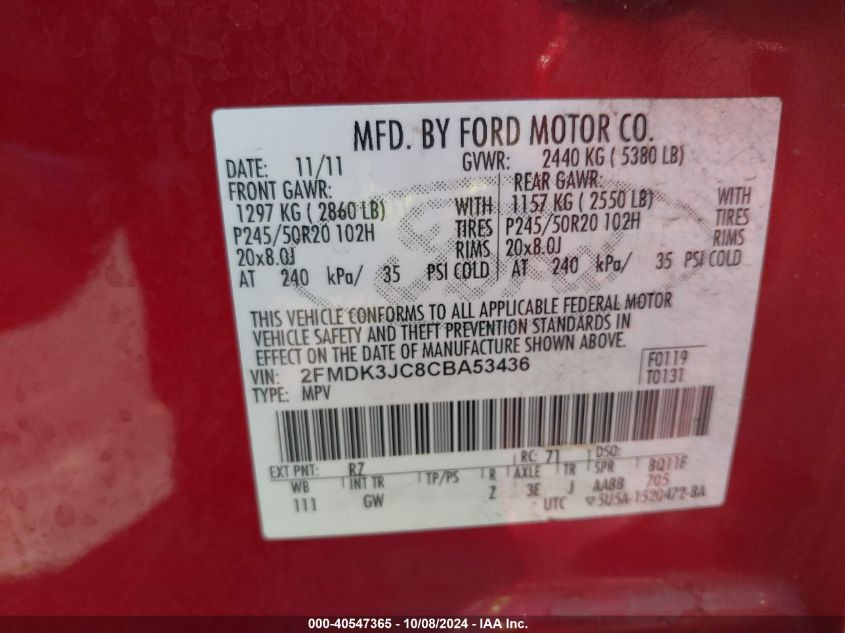 MFD. BY FORD MOTOR CO.
DATE: 11/11 GVWR: 2440 KG ( 5380 LB)
FRONT GAWR: REAR GAWR:
1297 KG ( 2860 LB) WITH 1157 KG ( 2550 LB) WITH
P245/50R20 102H TIRES P245/50R20 102H TIRES
20x8.0J RIMS 20x8.0J RIMS
AT 240 kPa/ 35 PSI COLD AT 240 kPa/ 35 PSI COLD
THIS VEHICLE CONFORMS TO ALL APPLICABLE FEDERAL MOTOR
VEHICLE SAFETY AND THEFT PREVENTION STANDARDS IN
EFFECT ON THE DATE OF MANUFACTURE SHOWN ABOVE.
VIN: 2FMDK3JC8CBA53436 F0119
TYPE: MPV T0131
EXT PNT: R7 RC: 71 DSO:
WB INT TR TP/PS R AXLE TR SPR
111 GW Z 3E J AABB 705
UTC 5U5A-1520472-BA
000-40547365 - 10/08/2024 - IAA Inc.